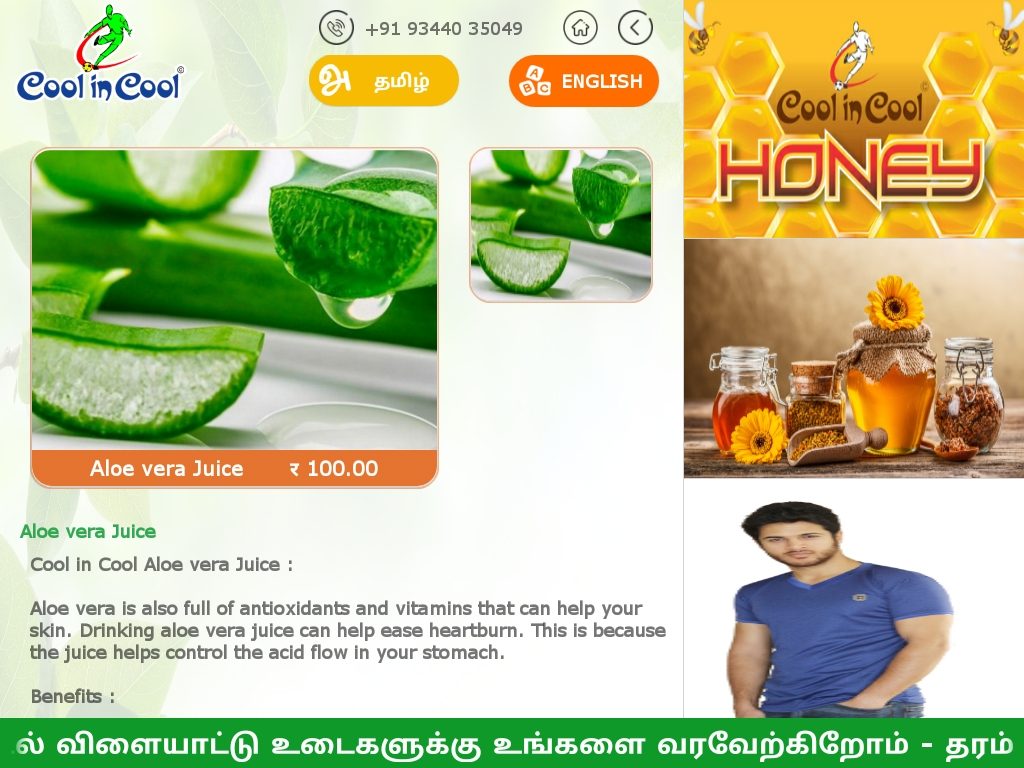 Cool in Cool
©
+91 93440 35049
அ தமிழ்
A B C ENGLISH
Cool in Cool
©
HONEY
Aloe vera Juice ₹ 100.00
Aloe vera Juice
Cool in Cool Aloe vera Juice :
Aloe vera is also full of antioxidants and vitamins that can help your
skin. Drinking aloe vera juice can help ease heartburn. This is because
the juice helps control the acid flow in your stomach.
Benefits :
ல் விளையாட்டு உடைகளுக்கு உங்களை வரவேற்கிறோம் - தரம்